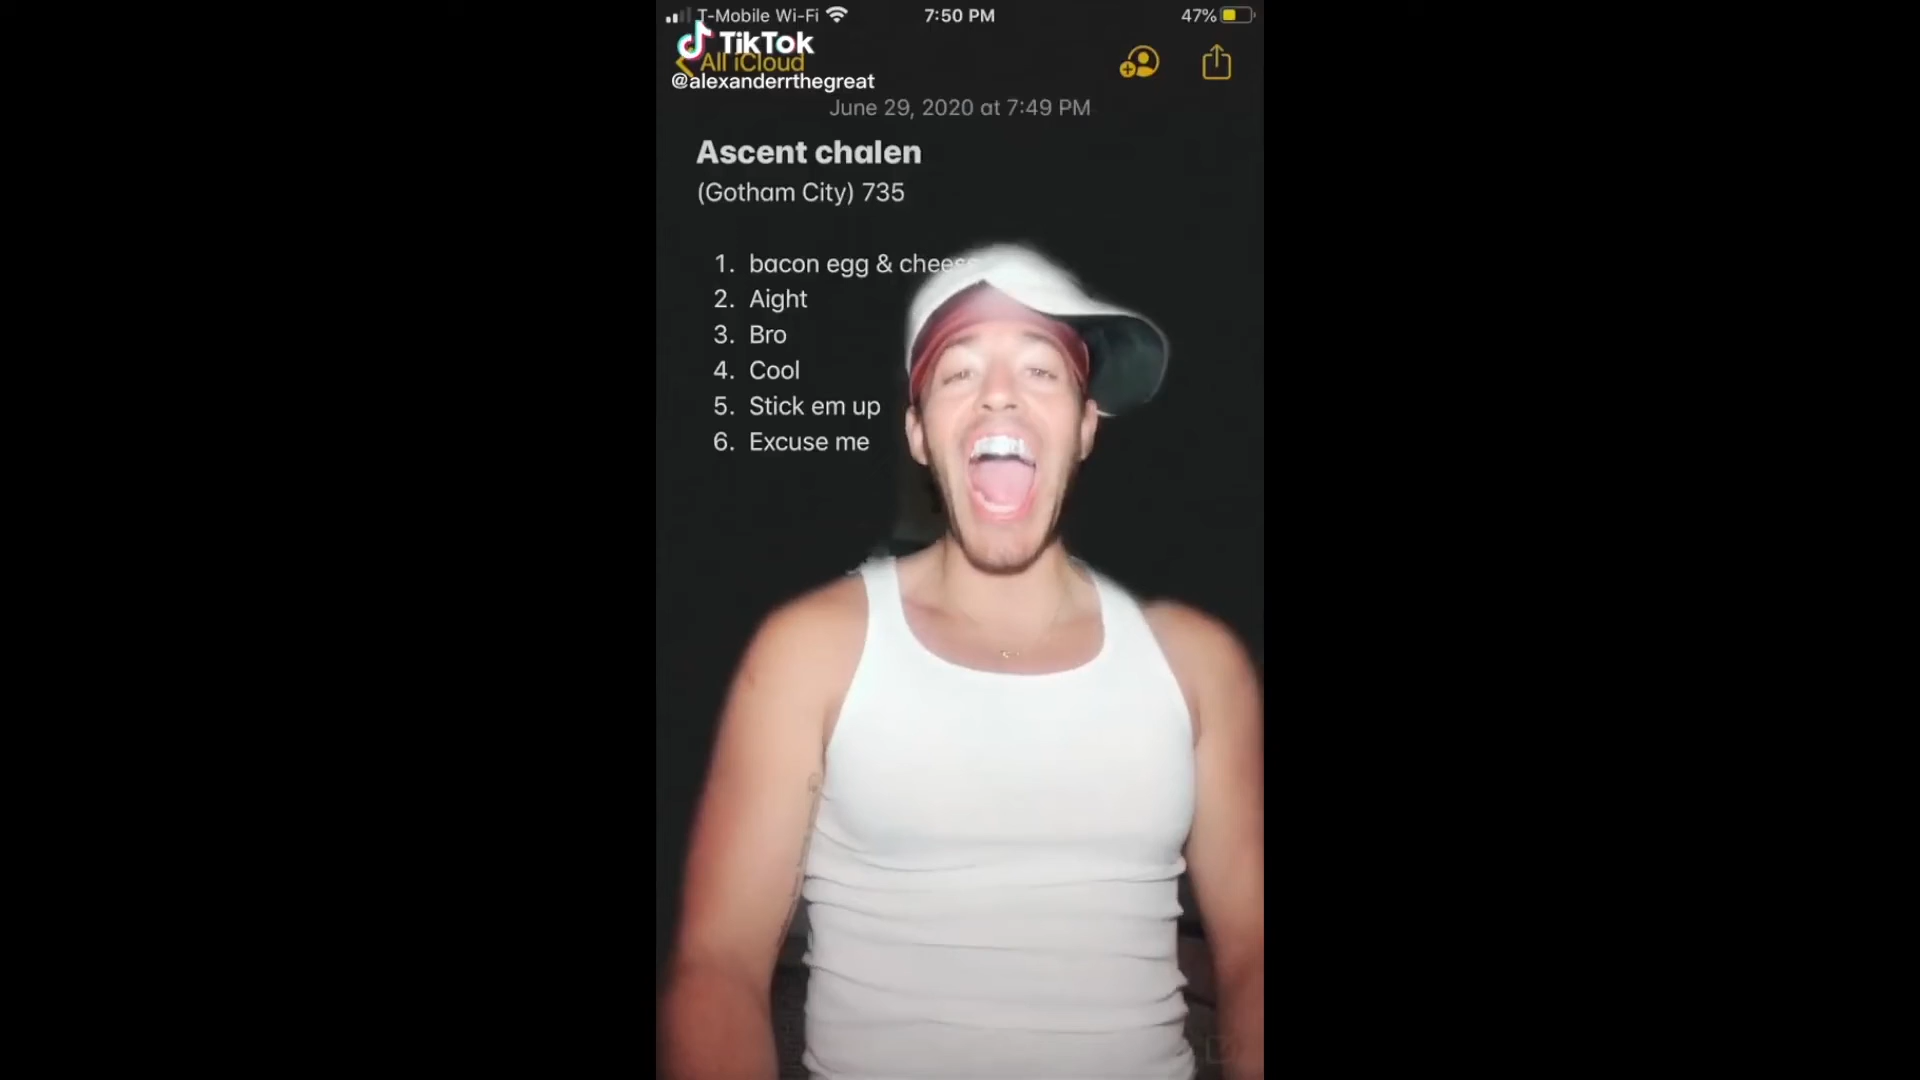 T-Mobile Wi-Fi 7:50 PM 47%
TikTok
All iCloud
@alexanderrthegreat
June 29, 2020 at 7:49 PM
Ascent chalen
(Gotham City) 735
1. bacon egg & cheese
2. Aight
3. Bro
4. Cool
5. Stick em up
6. Excuse me